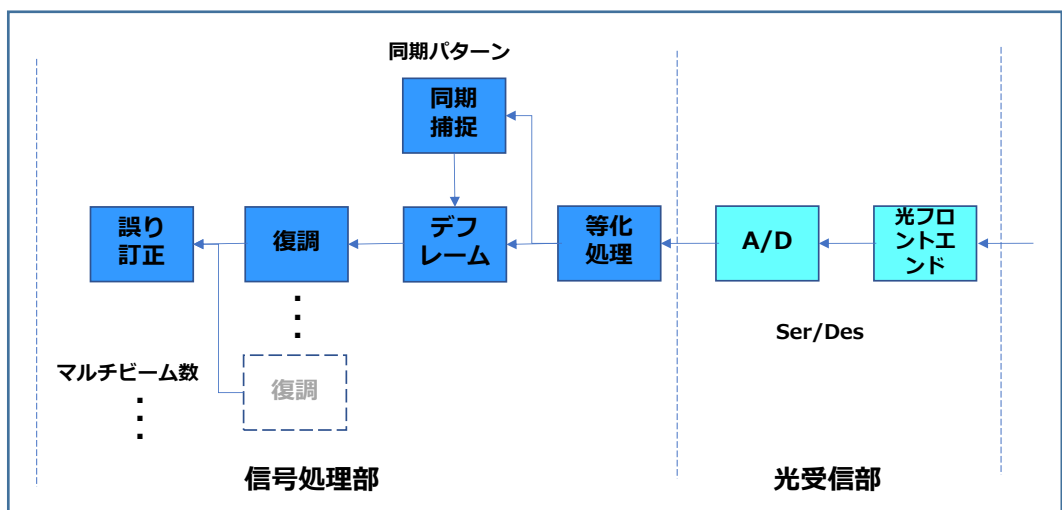 同期パターン
同期
捕捉
誤り
訂正
復調
デフ
レーム
等化
処理
A/D
光フロ
ントエ
ンド
Ser/Des
マルチビーム数
復調
信号処理部
光受信部